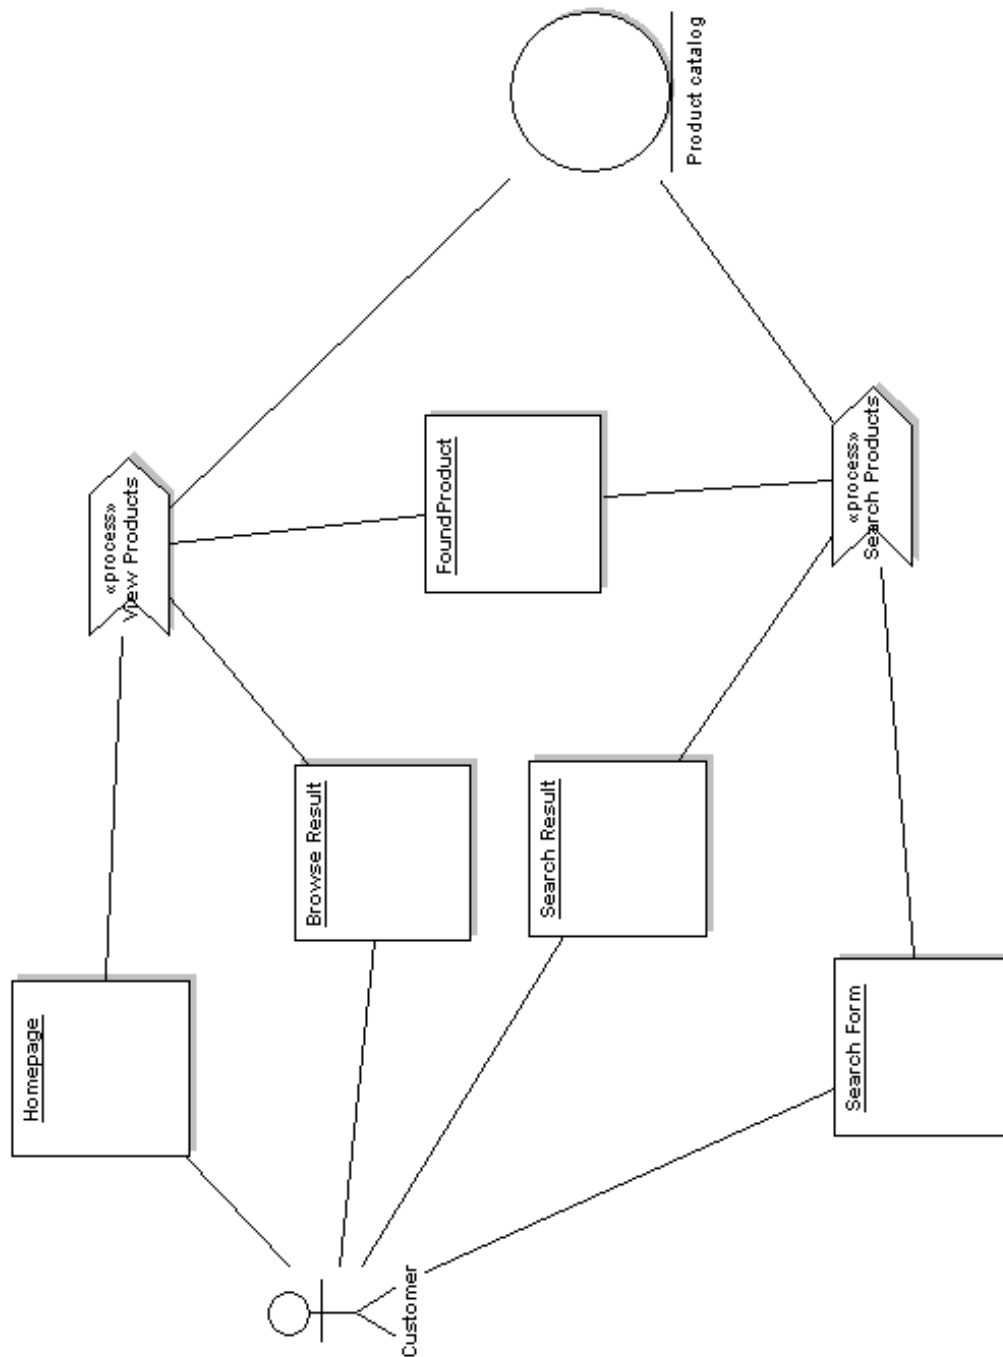 Homepage
«process»
View Products
Browse Result
FoundProduct
Product catalog
Customer
Search Result
Search Form
«process»
Search Products